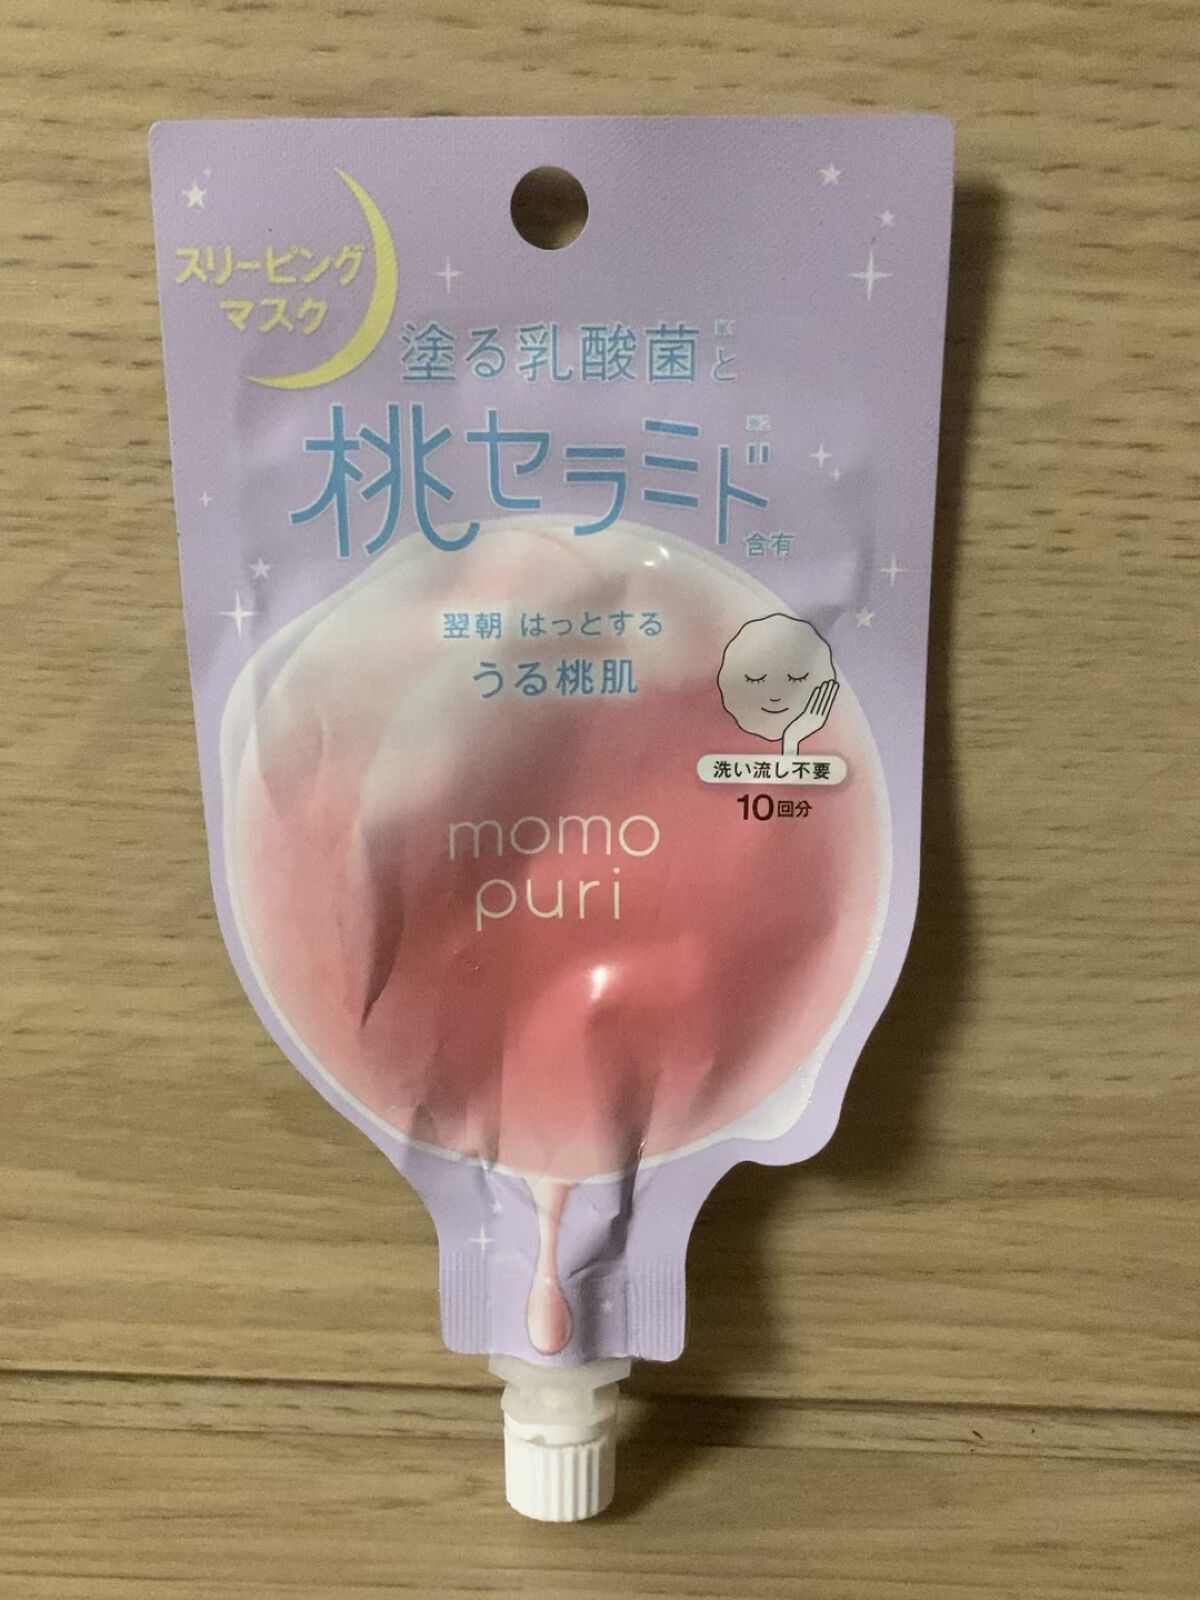 スリーピング
マスク
塗る乳酸菌※1と
桃セラミド※2
含有
翌朝 はっとする
うる桃肌
洗い流し不要
10回分
momo
puri